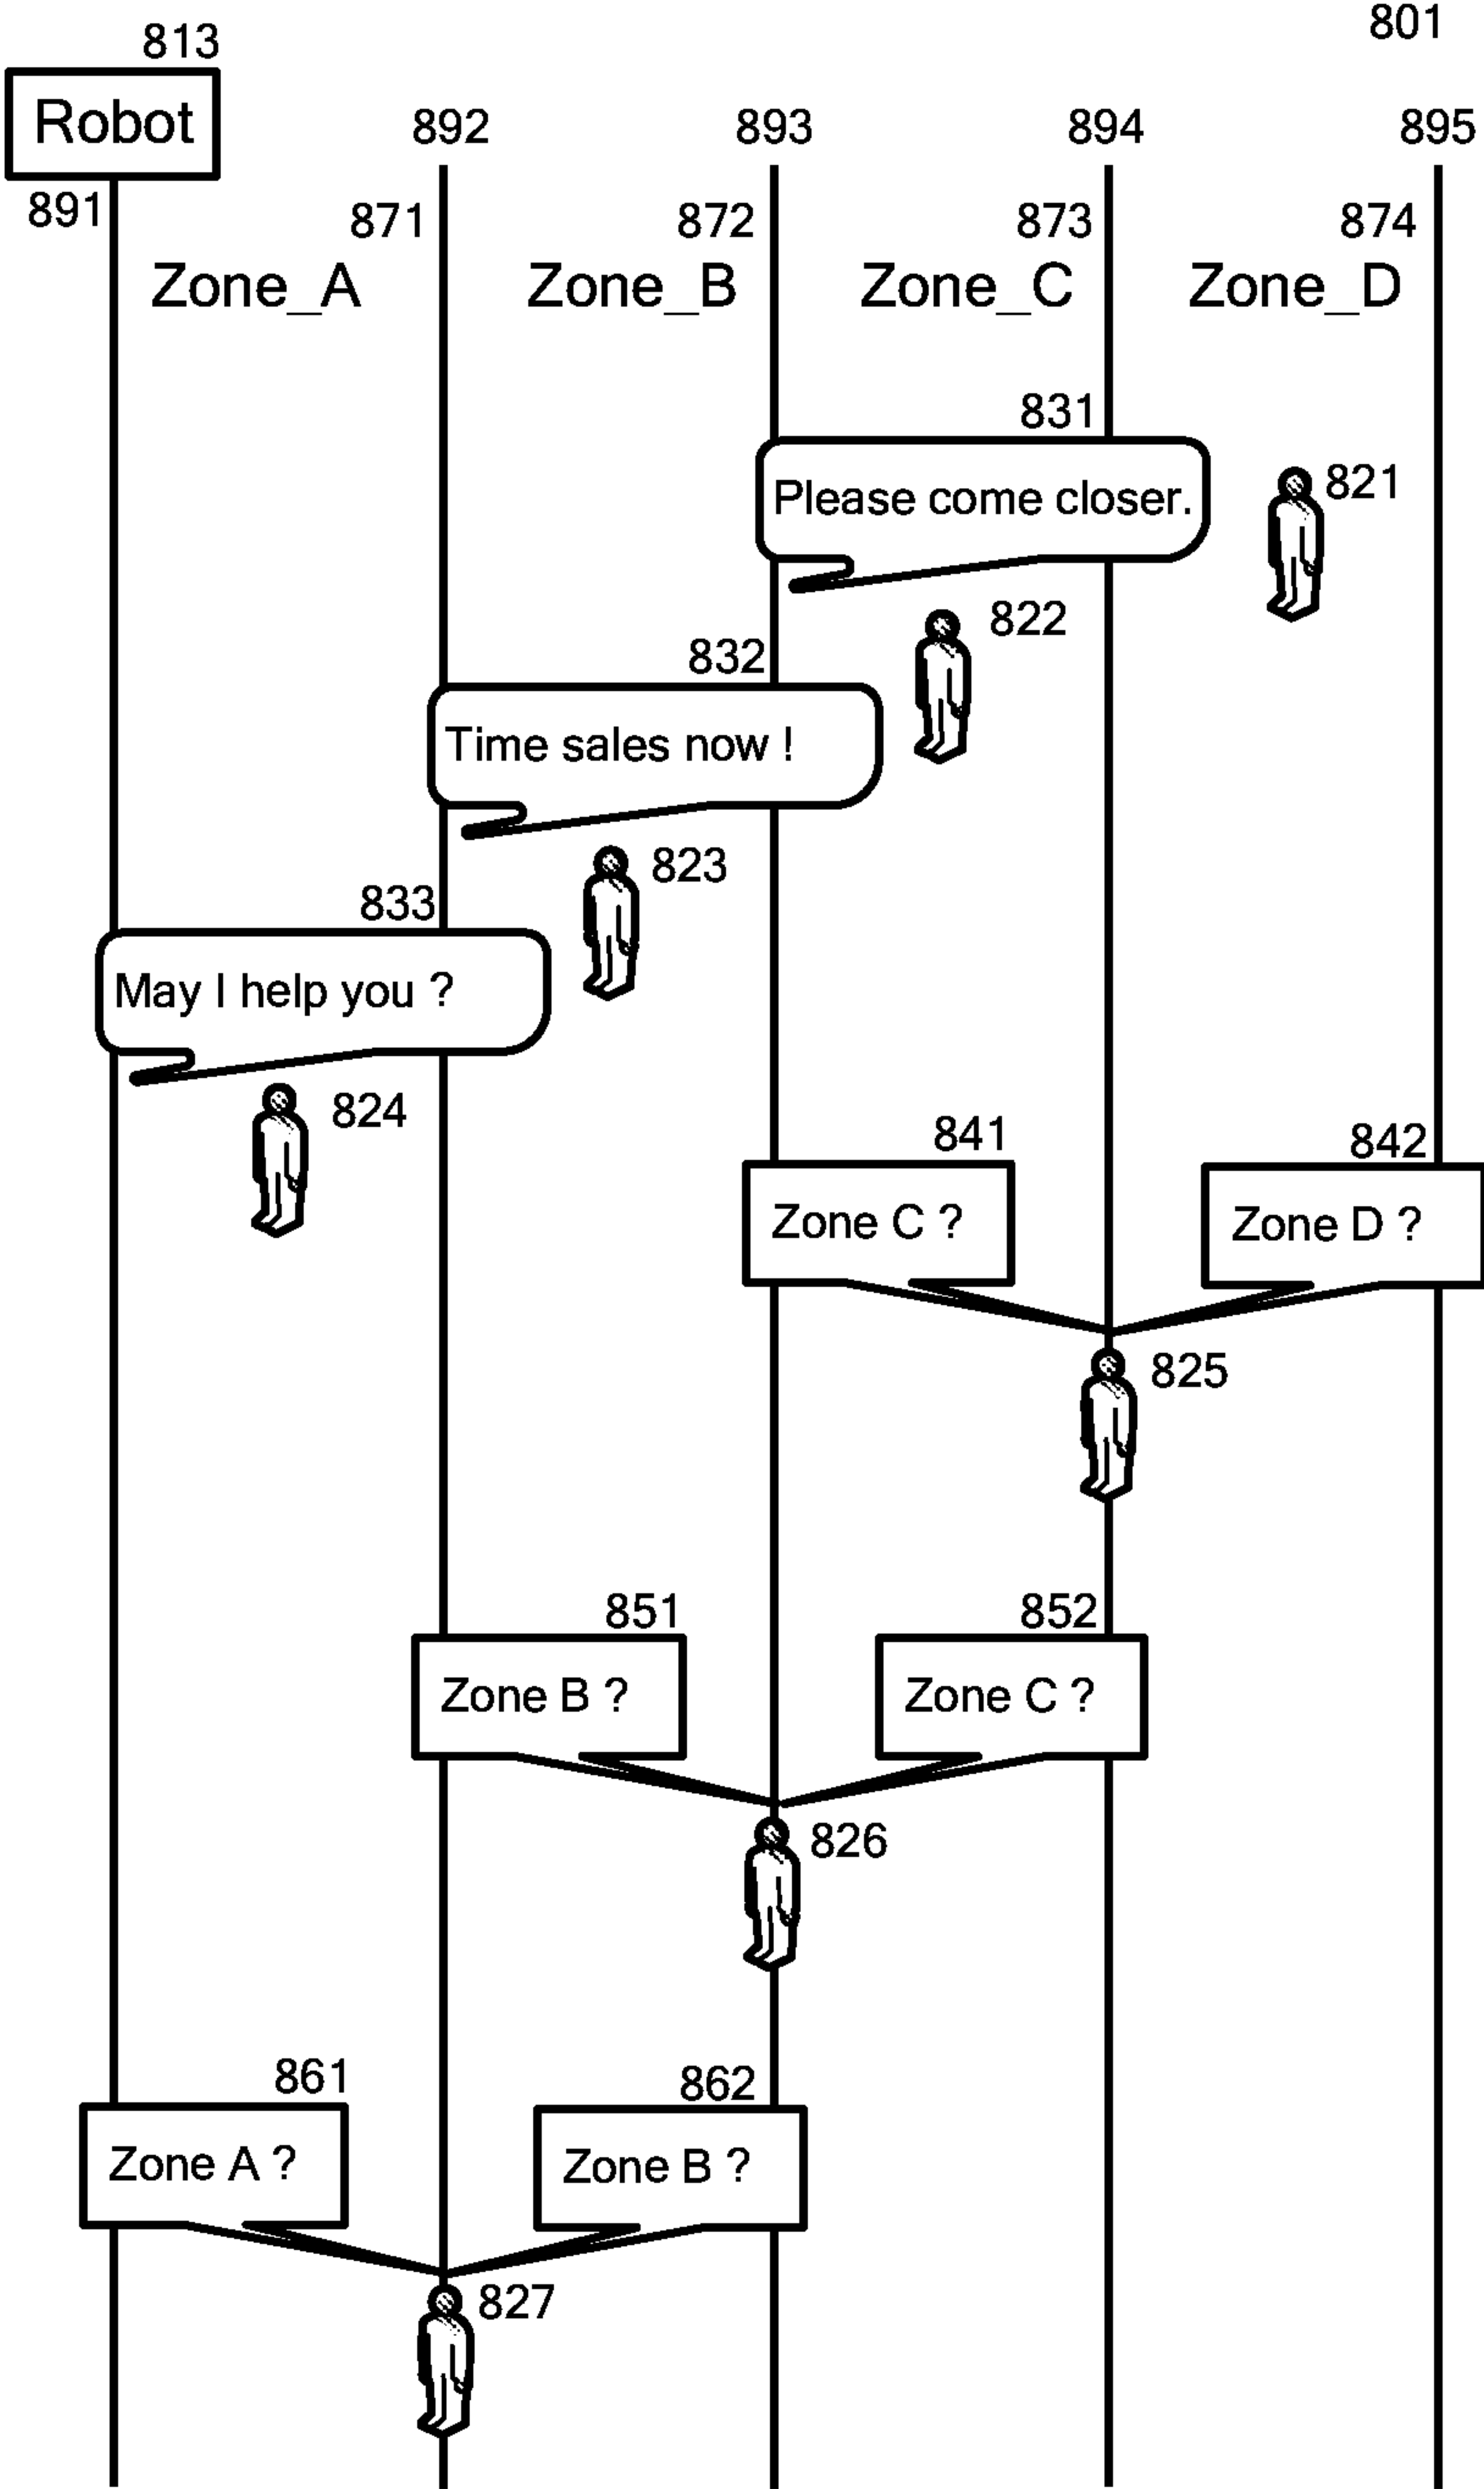 801
813
Robot
892 893 894 895
891 871 872 873 874
Zone_A Zone_B Zone_C Zone_D
831
Please come closer.
821
822
832
Time sales now !
823
833
May I help you ?
824
841 842
Zone C ? Zone D ?
825
851 852
Zone B ? Zone C ?
826
861 862
Zone A ? Zone B ?
827